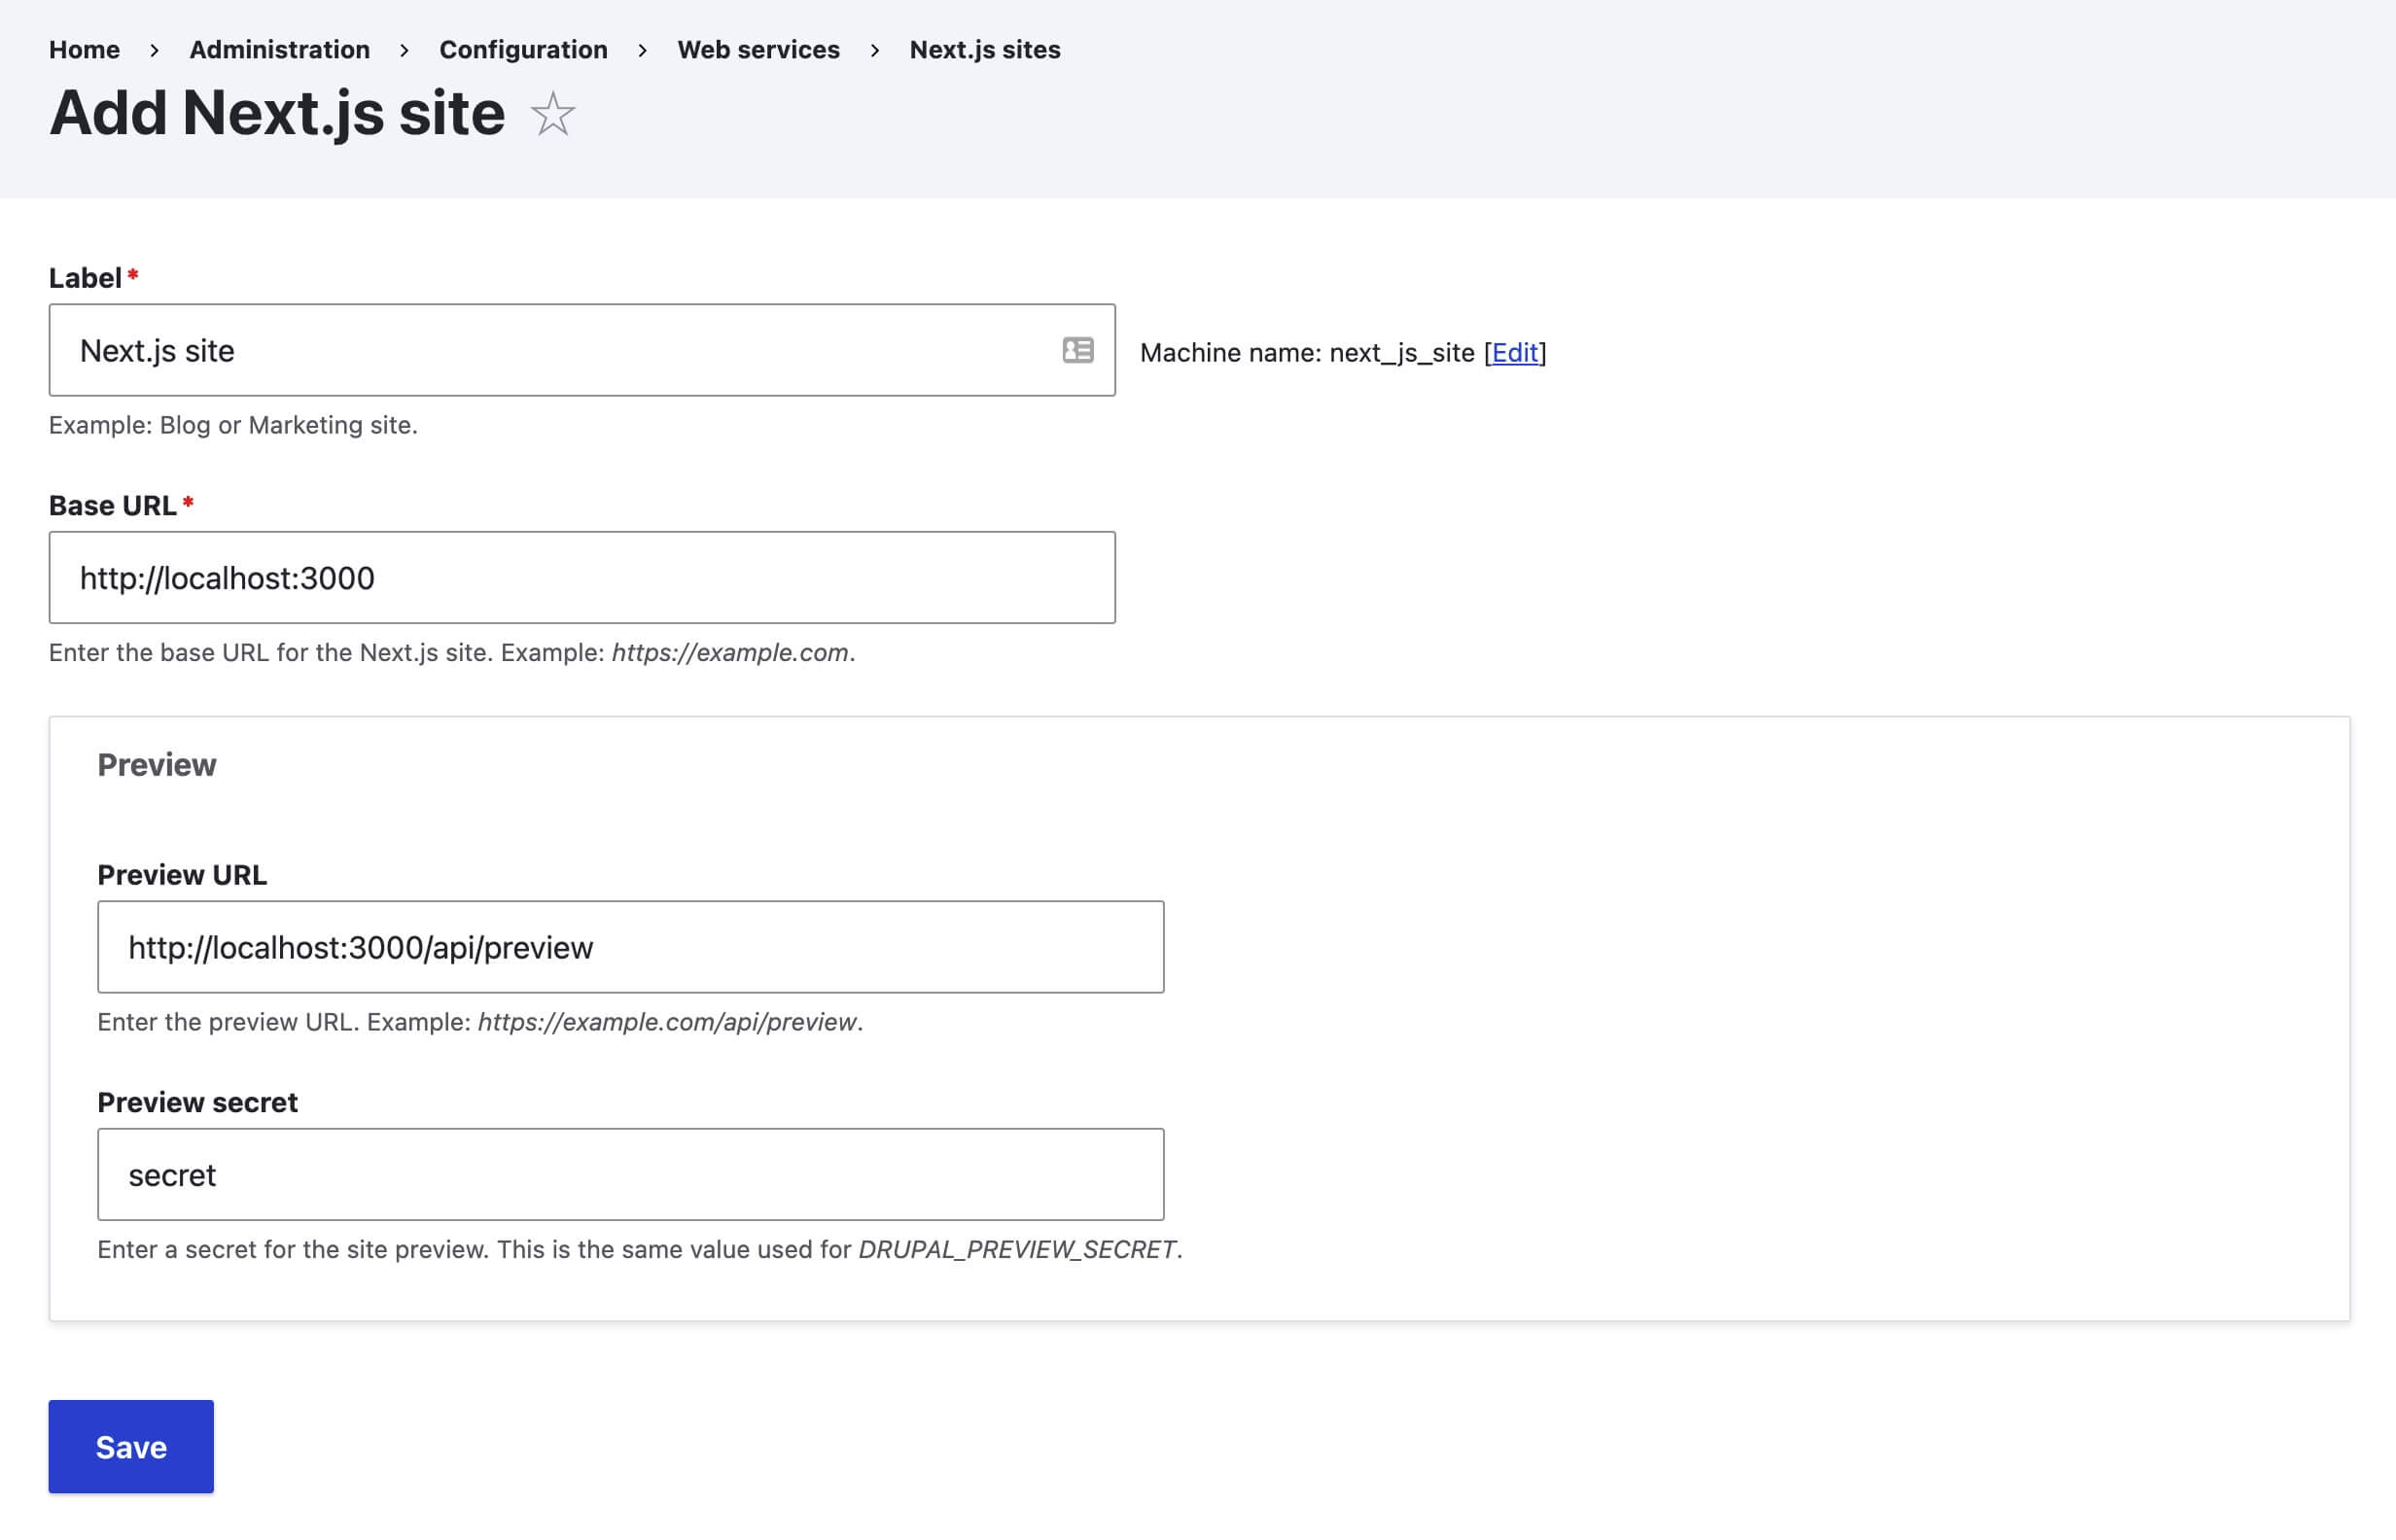 Home › Administration › Configuration › Web services › Next.js sites
Add Next.js site
Label*
Next.js site
Machine name: next_js_site [Edit]
Example: Blog or Marketing site.
Base URL*
http://localhost:3000
Enter the base URL for the Next.js site. Example: https://example.com.
Preview
Preview URL
http://localhost:3000/api/preview
Enter the preview URL. Example: https://example.com/api/preview.
Preview secret
secret
Enter a secret for the site preview. This is the same value used for DRUPAL_PREVIEW_SECRET.
Save